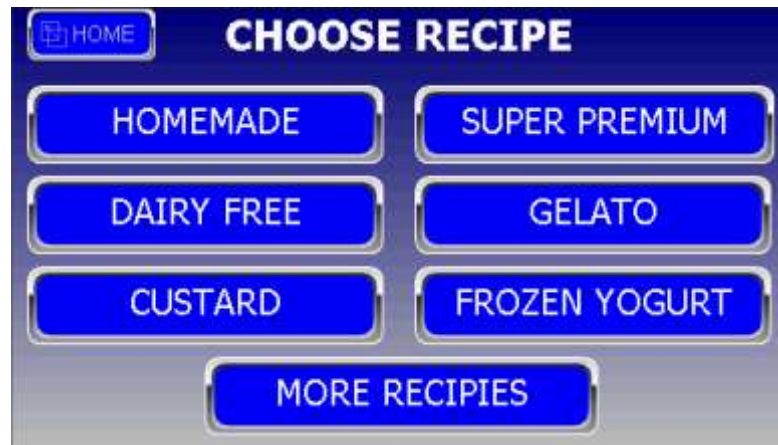 HOME
CHOOSE RECIPE
HOMEMADE
SUPER PREMIUM
DAIRY FREE
GELATO
CUSTARD
FROZEN YOGURT
MORE RECIPIES